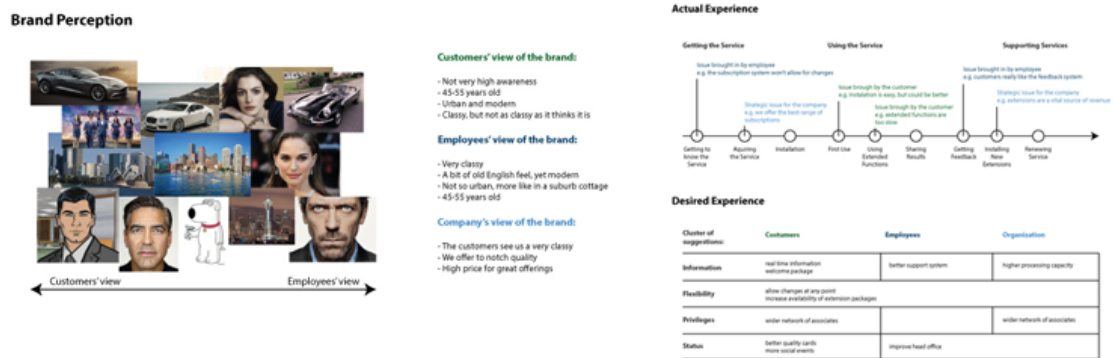 Brand Perception
Customers' view
Employees' view
Customers' view of the brand:
- Not very high awareness
- 45-55 years old
- Urban and modern
- Classy, but not as classy as it thinks it is
Employees' view of the brand:
- Very classy
- A bit of old English feel, yet modern
- Not so urban, more like in a suburb cottage
- 45-55 years old
Company's view of the brand:
- The customers see us a very classy
- We offer to notch quality
- High price for great offerings
Actual Experience
Getting the Service
Using the Service
Supporting Services
Issue brought in by employee
e.g. the subscription system won't allow for changes
Strategic issue for the company
e.g. we offer the best range of
subscriptions
Issue brough by the customer
e.g. instalation is easy, but could be better
Issue brough by the customer
e.g. extended functions are
too slow
Issue brought in by employee
e.g. customers really like the feedback system
Strategic issue for the company
e.g. extensions are a vital source of revenue
Getting to
know the
Service
Aquiring
the Service
Installation
First Use
Using
Extended
Functions
Sharing
Results
Getting
Feedback
Installing
New
Extensions
Renewing
Service
Desired Experience
Cluster of
suggestions:
Costumers
Employees
Organization
Information
real time information
welcome package
better support system
higher processing capacity
Flexibility
allow changes at any point
increase availability of extension packages
Privileges
wider network of associates
wider network of associates
Status
better quality cards
more social events
improve head office